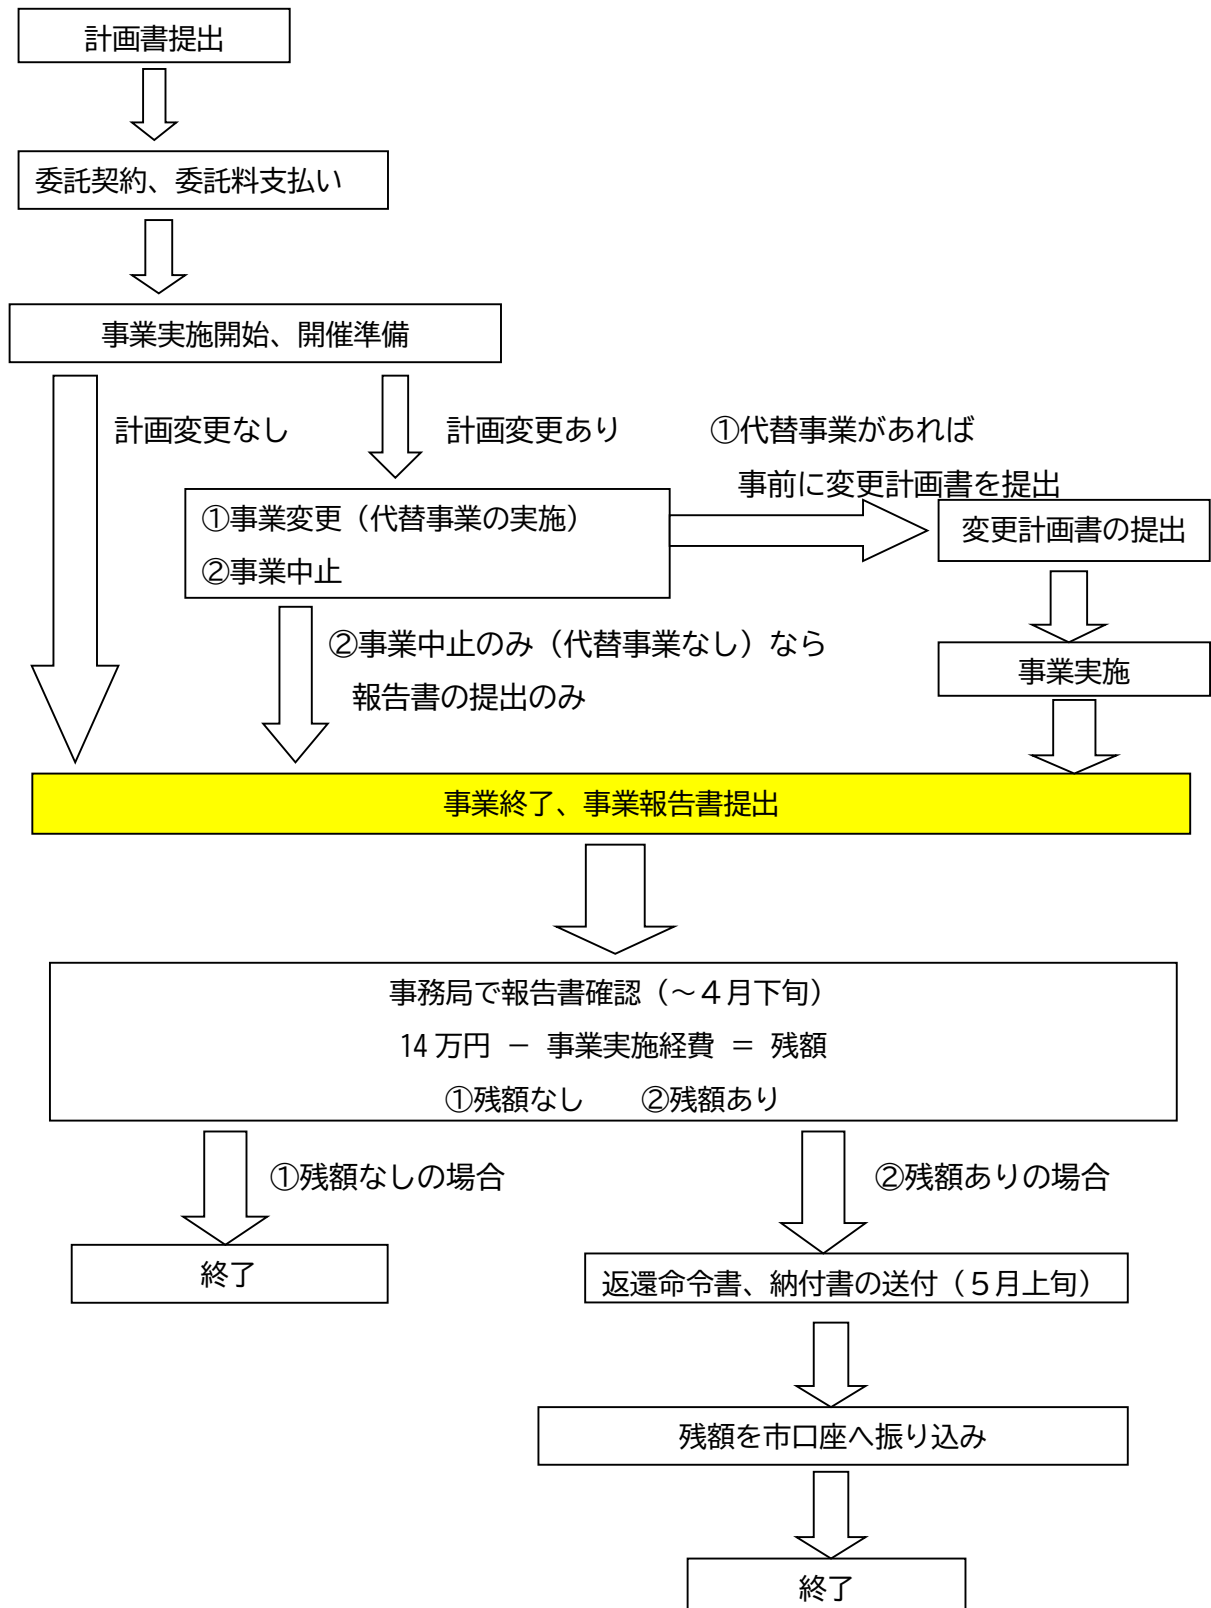 計画書提出
委託契約、委託料支払い
事業実施開始、開催準備
計画変更なし
計画変更あり
①代替事業があれば
事前に変更計画書を提出
①事業変更（代替事業の実施）
②事業中止
変更計画書の提出
②事業中止のみ（代替事業なし）なら
報告書の提出のみ
事業実施
事業終了、事業報告書提出
事務局で報告書確認（～４月下旬）
14 万円 － 事業実施経費 ＝ 残額
①残額なし　　②残額あり
①残額なしの場合
②残額ありの場合
終了
返還命令書、納付書の送付（５月上旬）
残額を市口座へ振り込み
終了